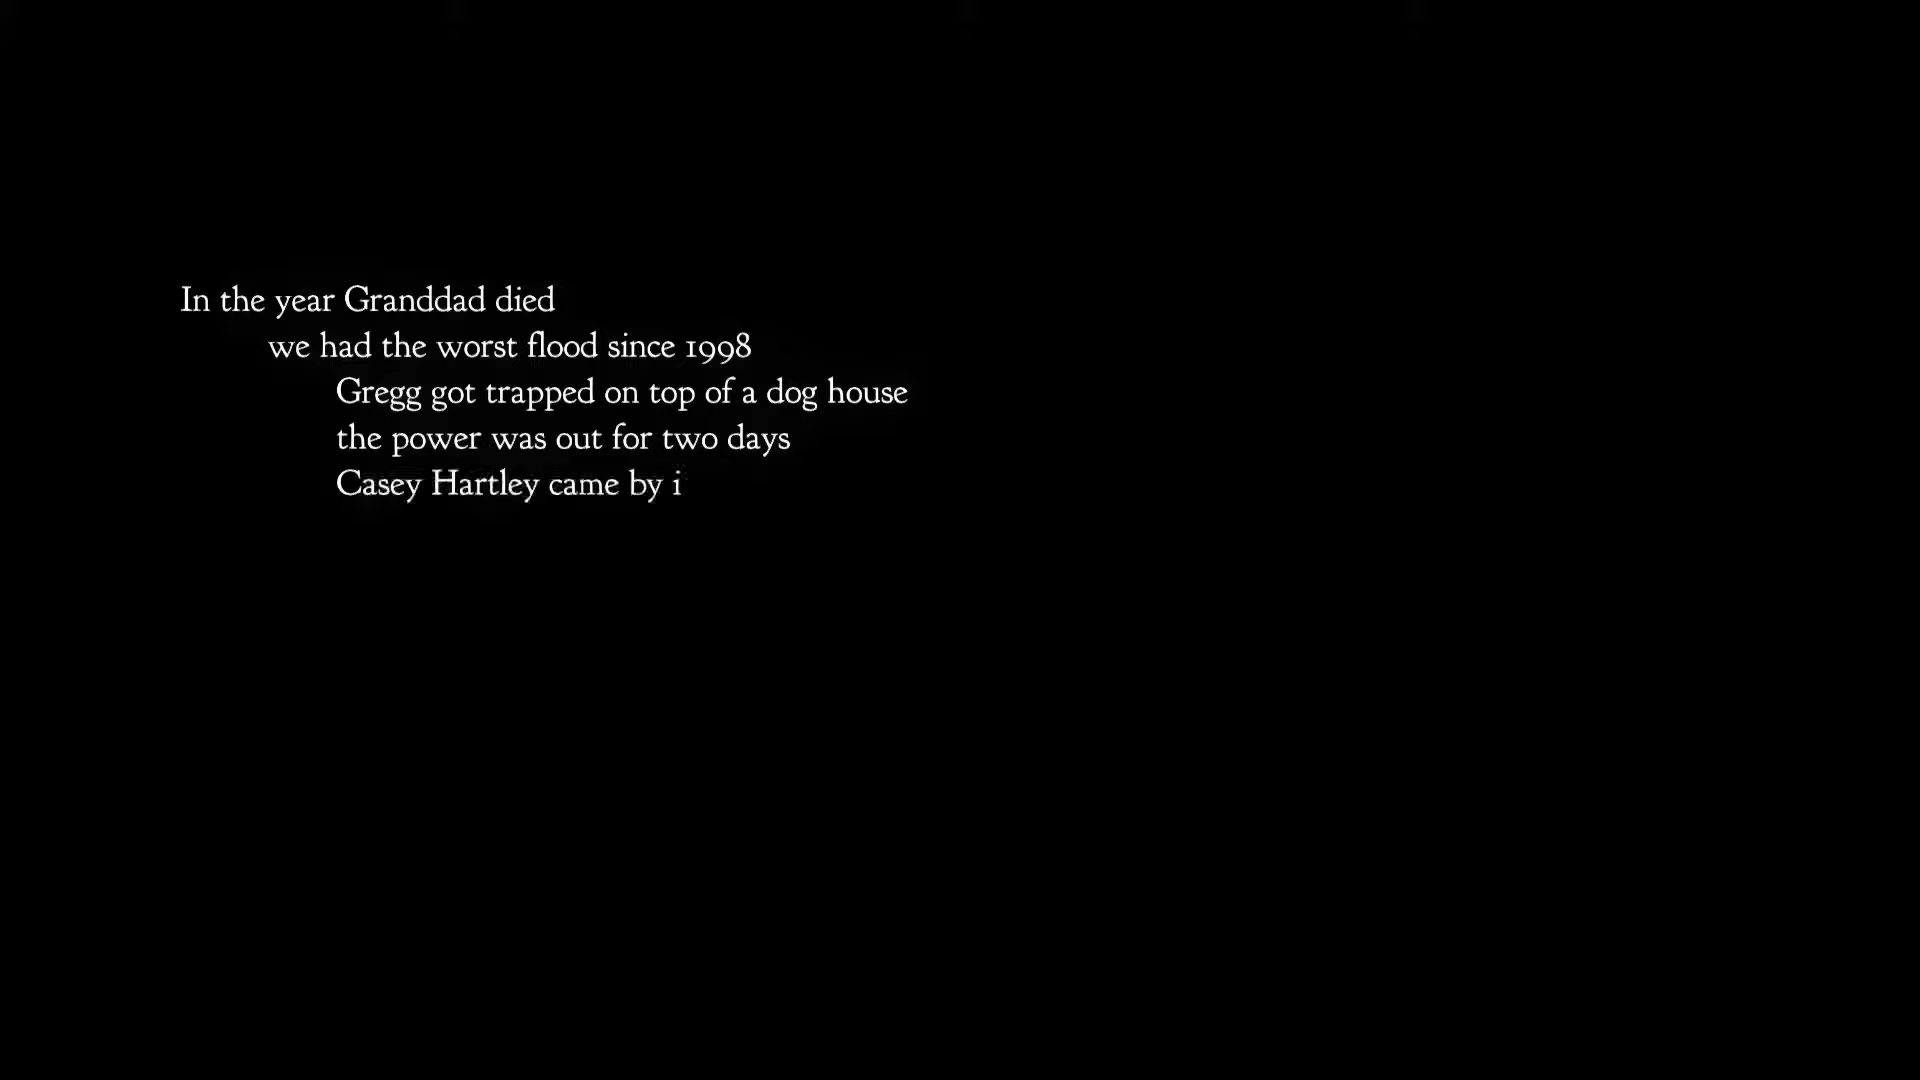 In the year Granddad died
we had the worst flood since 1998
Gregg got trapped on top of a dog house
the power was out for two days
Casey Hartley came by i